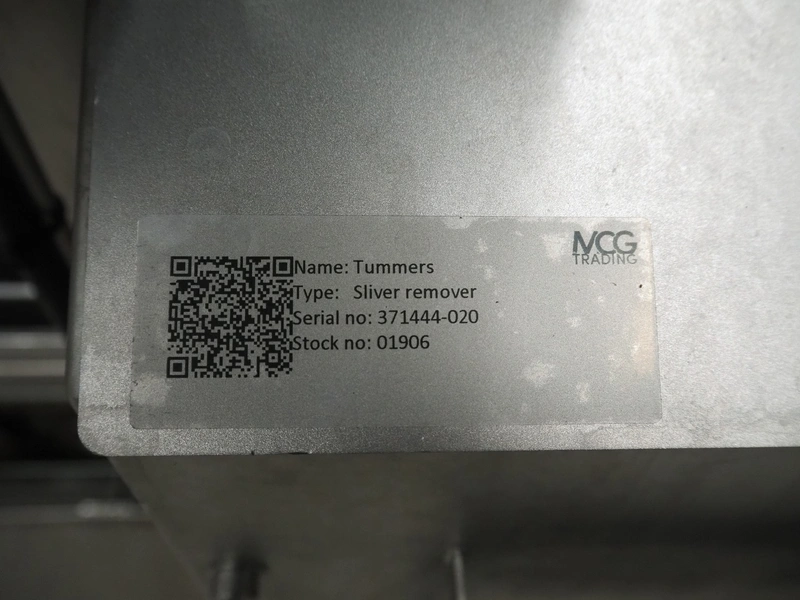 MCG
TRADING
Name: Tummers
Type: Sliver remover
Serial no: 371444-020
Stock no: 01906